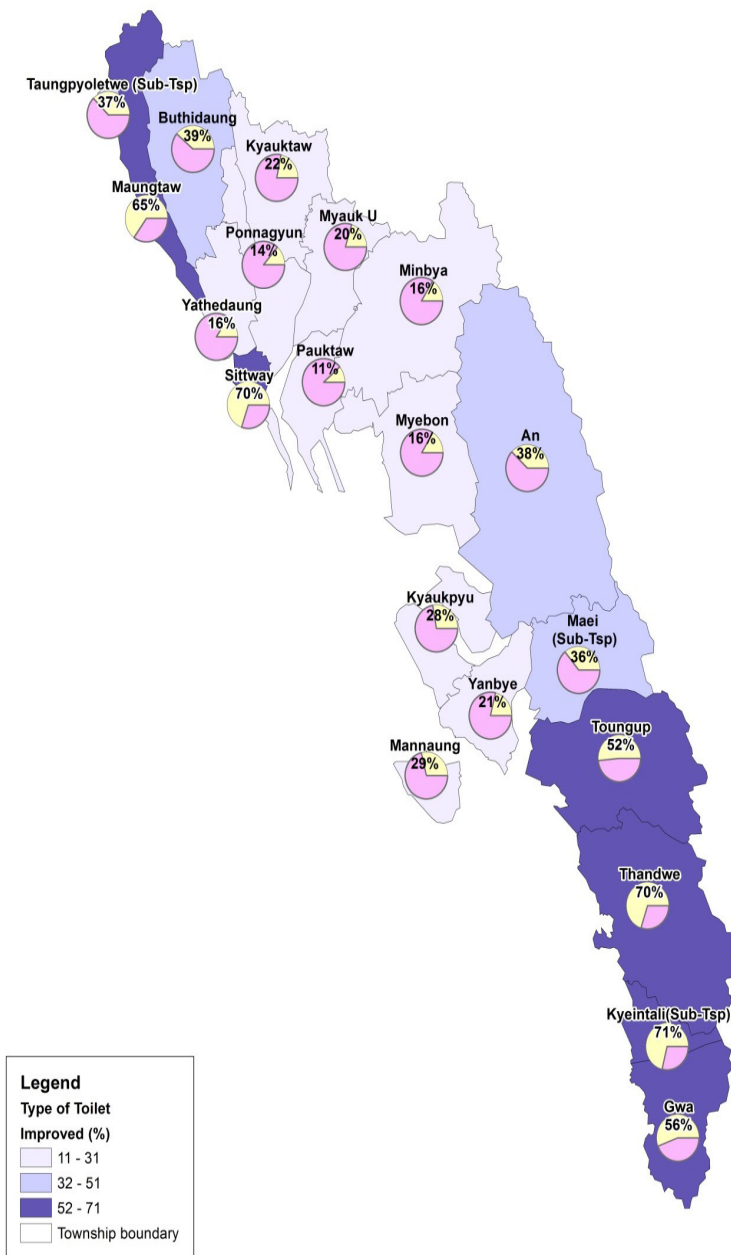 Taungpyoletwe (Sub-Tsp)
37%
Buthidaung
39%
Kyauktaw
22%
Maungtaw
65%
Myauk U
20%
Ponnagyun
14%
Minbya
16%
Yathedaung
16%
Pauktaw
11%
Sittway
70%
Myebon
16%
An
38%
Kyaukpyu
28%
Maei
(Sub-Tsp)
36%
Yanbye
21%
Toungup
52%
Mannaung
29%
Thandwe
70%
Kyeintali(Sub-Tsp)
71%
Gwa
56%
Legend
Type of Toilet
Improved (%)
11 - 31
32 - 51
52 - 71
Township boundary